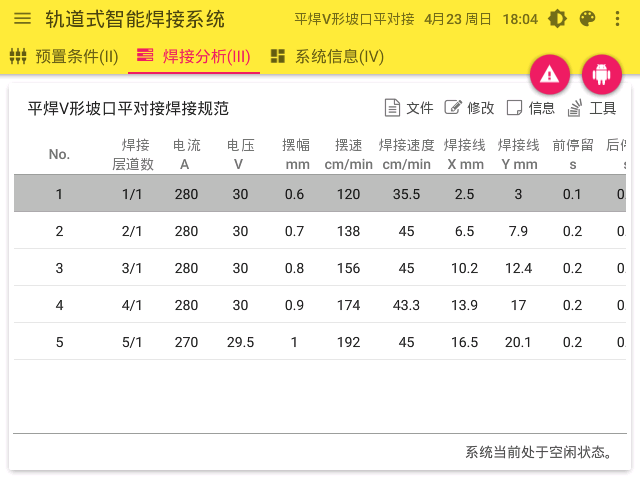 轨道式智能焊接系统 平焊V形坡口平对接 4月23 周日 18:04
预置条件(II) 焊接分析(III) 系统信息(IV)
平焊V形坡口平对接焊接规范 文件 修改 信息 工具
No. 焊接层道数 电流 A 电压 V 摆幅 mm 摆速 cm/min 焊接速度 cm/min 焊接线 X mm 焊接线 Y mm 前停留 s 后停 s
1 1/1 280 30 0.6 120 35.5 2.5 3 0.1 0.
2 2/1 280 30 0.7 138 45 6.5 7.9 0.2 0.
3 3/1 280 30 0.8 156 45 10.2 12.4 0.2 0.
4 4/1 280 30 0.9 174 43.3 13.9 17 0.2 0.
5 5/1 270 29.5 1 192 45 16.5 20.1 0.2 0.
系统当前处于空闲状态。